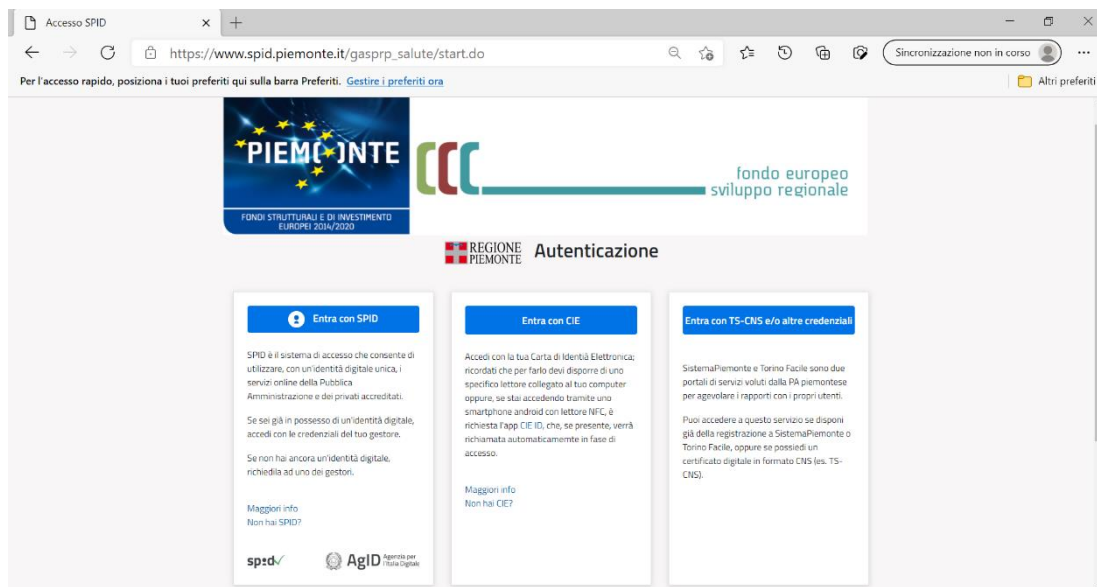 Accesso SPID
https://www.spid.piemonte.it/gasprp_salute/start.do
Sincronizzazione non in corso
Per l'accesso rapido, posiziona i tuoi preferiti qui sulla barra Preferiti. Gestire i preferiti ora
Altri preferiti
PIEMONTE
FONDI STRUTTURALI E DI INVESTIMENTO
EUROPEI 2014/2020
fondo europeo
sviluppo regionale
REGIONE
PIEMONTE
Autenticazione
Entra con SPID
SPID è il sistema di accesso che consente di
utilizzare, con un'identità digitale unica, i
servizi online della Pubblica
Amministrazione e dei privati accreditati.
Se sei già in possesso di un'identità digitale,
accedi con le credenziali del tuo gestore.
Se non hai ancora un'identità digitale,
richiedila ad uno dei gestori.
Maggiori info
Non hai SPID?
spid
AgID Agenzia per
l'Italia Digitale
Entra con CIE
Accedi con la tua Carta di Identià Elettronica;
ricordati che per farlo devi disporre di uno
specifico lettore collegato al tuo computer
oppure, se stai accedendo tramite uno
smartphone android con lettore NFC, è
richiesta l'app CIE ID, che, se presente, verrà
richiamata automaticamemte in fase di
accesso.
Maggiori info
Non hai CIE?
Entra con TS-CNS e/o altre credenziali
SistemaPiemonte e Torino Facile sono due
portali di servizi voluti dalla PA piemontese
per agevolare i rapporti con i propri utenti.
Puoi accedere a questo servizio se disponi
già della registrazione a SistemaPiemonte o
Torino Facile, oppure se possiedi un
certificato digitale in formato CNS (es. TS-
CNS).